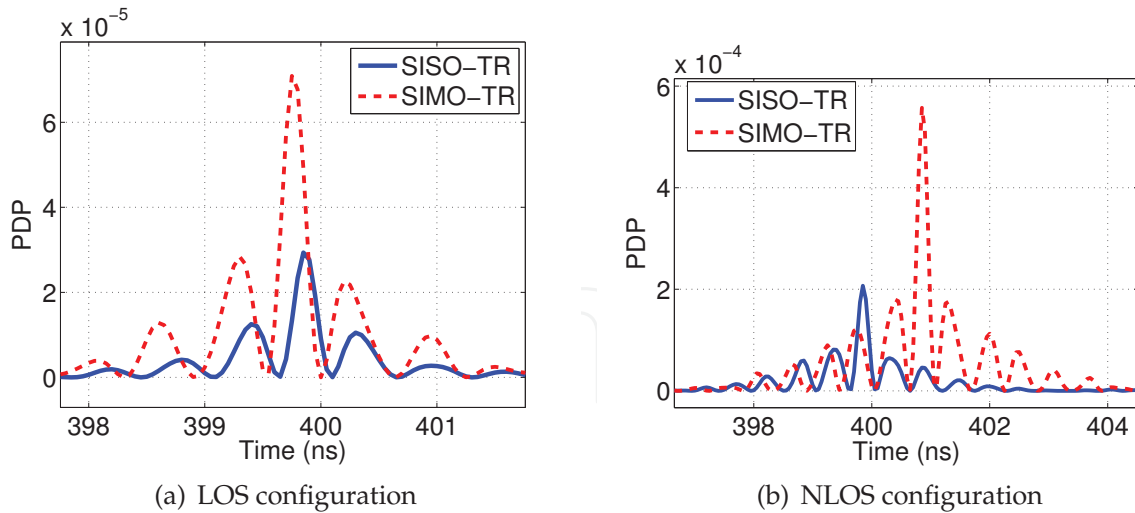 x 10⁻⁵
SISO−TR
SIMO−TR
6
4
2
0
PDP
398 399 400 401
Time (ns)
(a) LOS configuration
x 10⁻⁴
SISO−TR
SIMO−TR
6
4
2
0
PDP
398 400 402 404
Time (ns)
(b) NLOS configuration